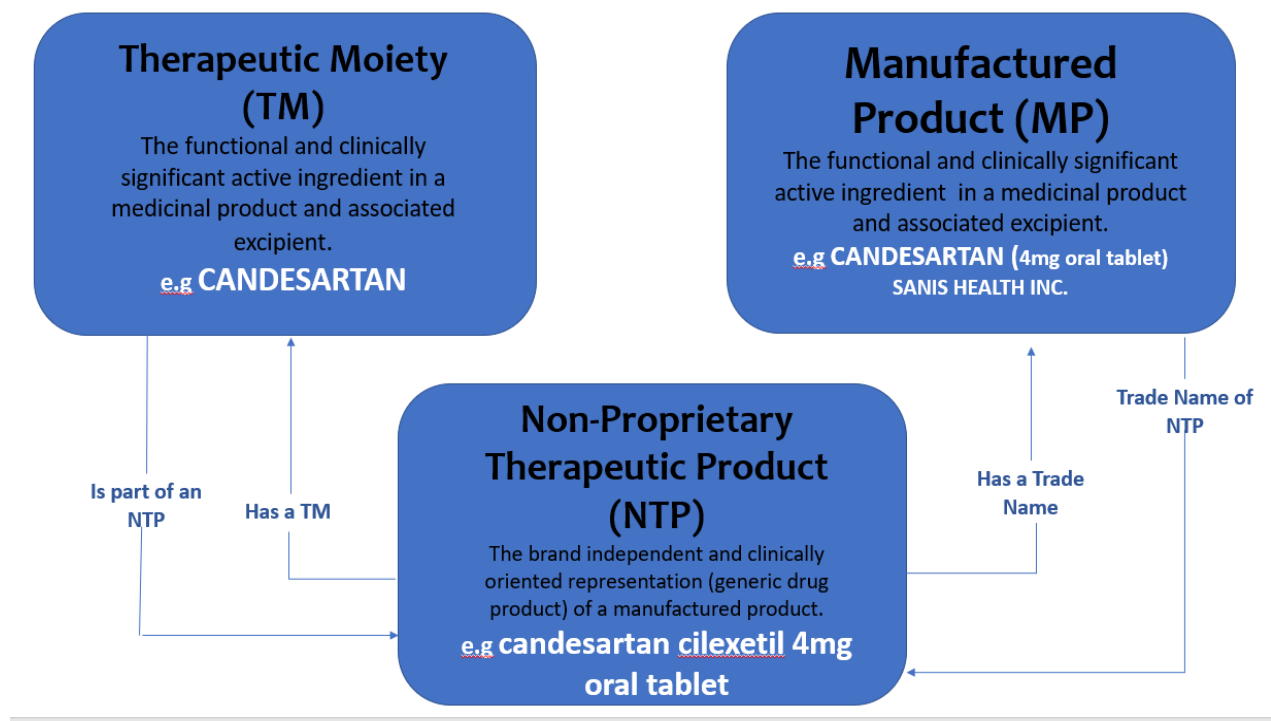 Therapeutic Moiety
(TM)
The functional and clinically
significant active ingredient in a
medicinal product and associated
excipient.
e.g CANDESARTAN
Manufactured
Product (MP)
The functional and clinically significant
active ingredient in a medicinal product
and associated excipient.
e.g CANDESARTAN (4mg oral tablet)
SANIS HEALTH INC.
Is part of an
NTP
Has a TM
Non-Proprietary
Therapeutic Product
(NTP)
The brand independent and clinically
oriented representation (generic drug
product) of a manufactured product.
e.g candesartan cilexetil 4mg
oral tablet
Has a Trade
Name
Trade Name of
NTP